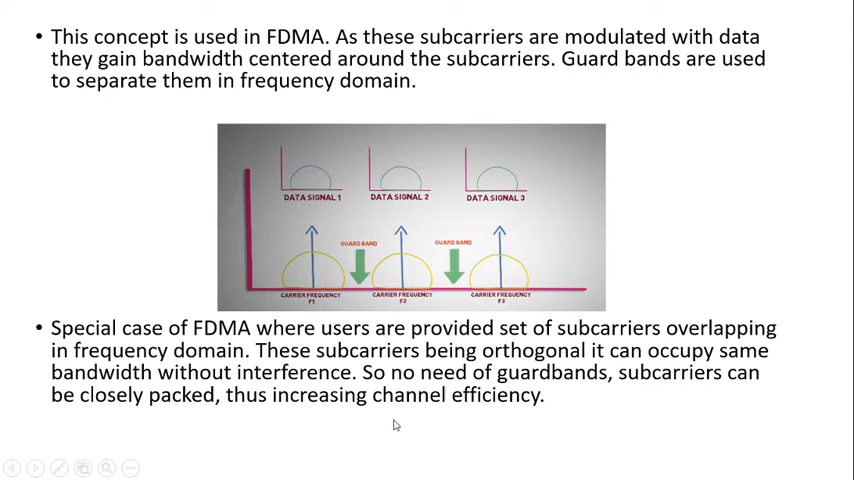 • This concept is used in FDMA. As these subcarriers are modulated with data
they gain bandwidth centered around the subcarriers. Guard bands are used
to separate them in frequency domain.
DATA SIGNAL 1
DATA SIGNAL 2
DATA SIGNAL 3
GUARD BAND
GUARD BAND
CARRIER FREQUENCY
F1
CARRIER FREQUENCY
F2
CARRIER FREQUENCY
F3
• Special case of FDMA where users are provided set of subcarriers overlapping
in frequency domain. These subcarriers being orthogonal it can occupy same
bandwidth without interference. So no need of guardbands, subcarriers can
be closely packed, thus increasing channel efficiency.